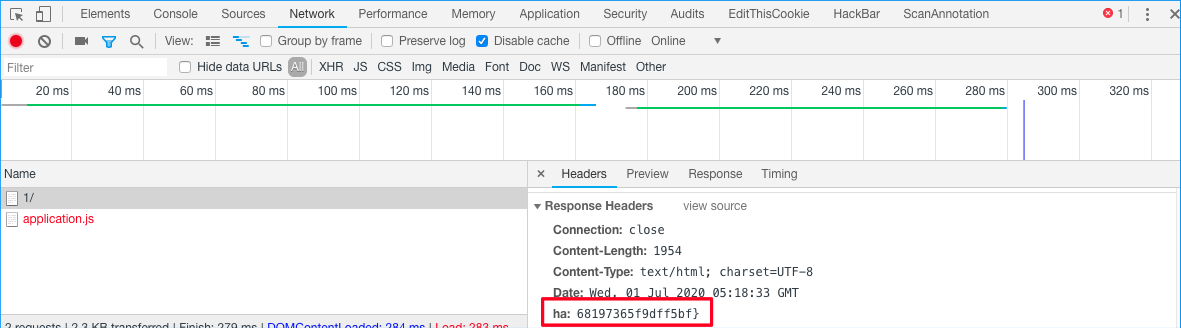 Elements Console Sources Network Performance Memory Application Security Audits EditThisCookie HackBar ScanAnnotation 1
View: Group by frame Preserve log Disable cache Offline Online
Filter Hide data URLs All XHR JS CSS Img Media Font Doc WS Manifest Other
20 ms 40 ms 60 ms 80 ms 100 ms 120 ms 140 ms 160 ms 180 ms 200 ms 220 ms 240 ms 260 ms 280 ms 300 ms 320 ms
Name
1/
application.js
Headers Preview Response Timing
Response Headers view source
Connection: close
Content-Length: 1954
Content-Type: text/html; charset=UTF-8
Date: Wed, 01 Jul 2020 05:18:33 GMT
ha: 68197365f9dff5bf}
2 requests | 2.3 KB transferred | Finish: 279 ms | DOMContentLoaded: 284 ms | Load: 283 ms